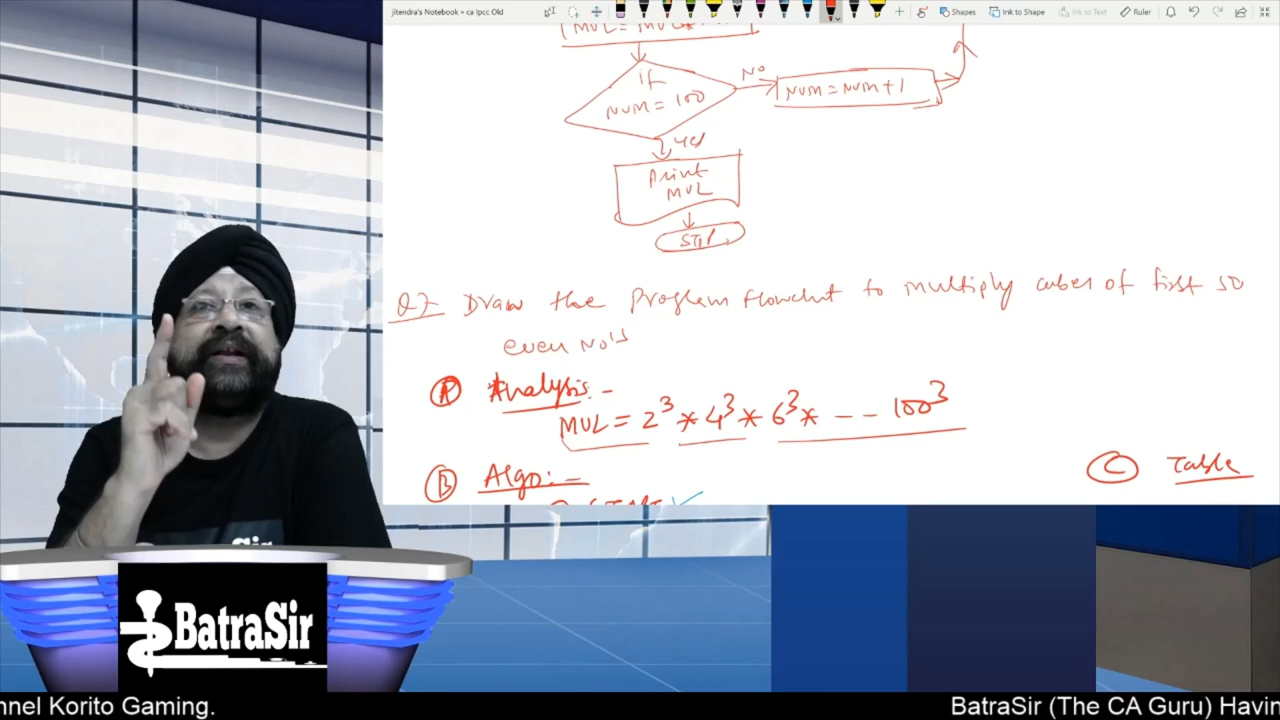 jitendra's Notebook » ca Ipcc Old
Shapes
Ink to Shape
Ink to Text
Ruler
if
NUM = 100
NO
NUM = NUM + 1
Yes
Print
MUL
STOP
Q7 Draw the program flowchart to multiply cubes of first 50
even No's
(A) Analysis -
MUL = 2³ * 4³ * 6³ * - - 100³
(B) Algo: -
(C) Table
START
Sir
BatraSir
nnel Korito Gaming.
BatraSir (The CA Guru) Havin